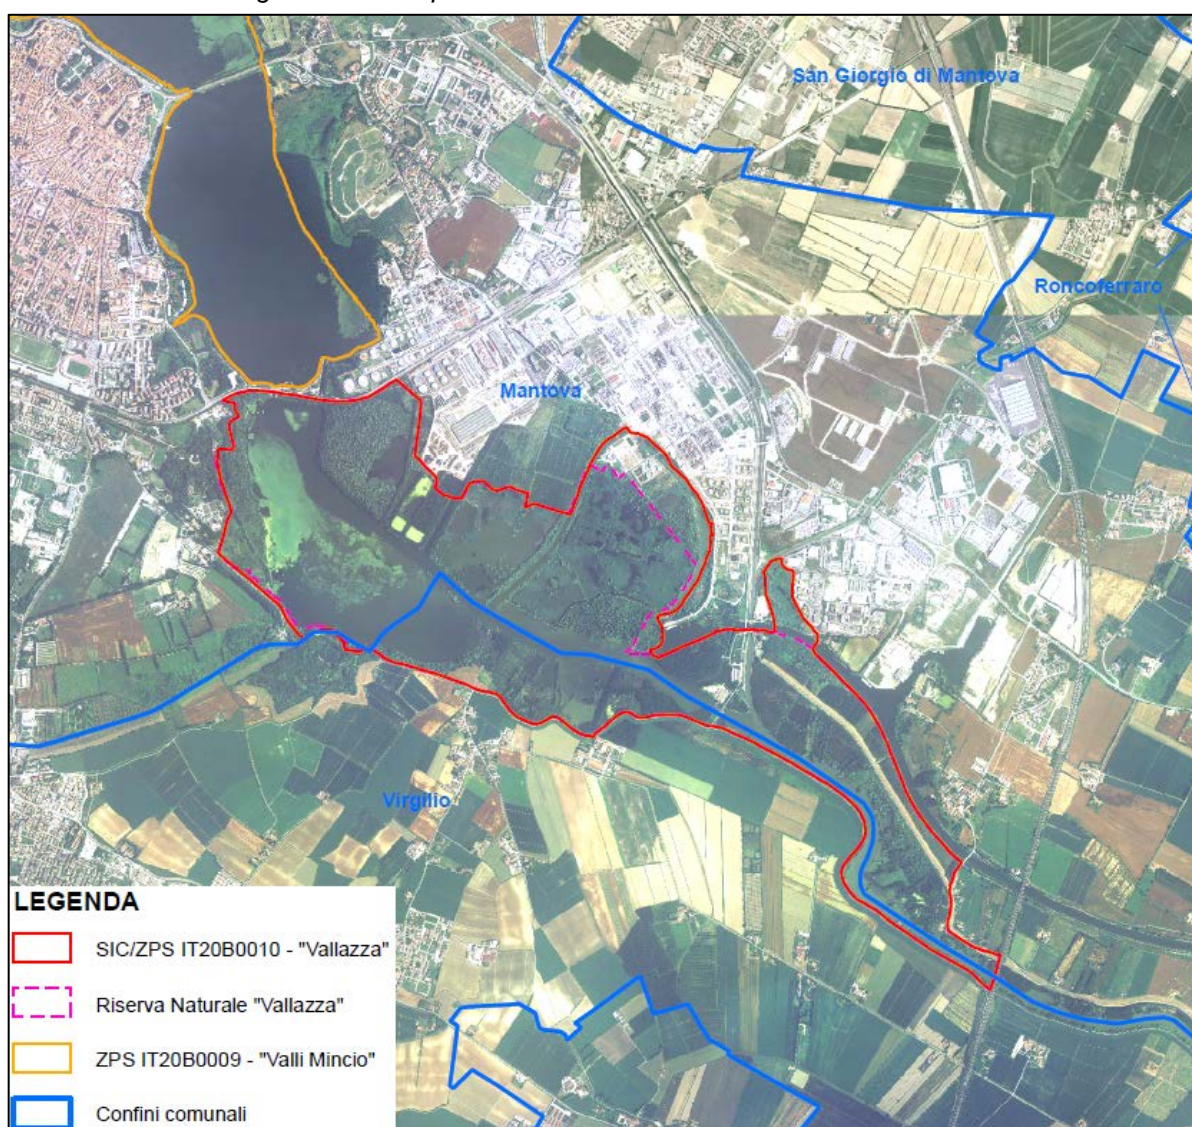 San Giorgio di Mantova
Roncoferraro
Mantova
Virgilio
LEGENDA
SIC/ZPS IT20B0010 - "Vallazza"
Riserva Naturale "Vallazza"
ZPS IT20B0009 - "Valli Mincio"
Confini comunali